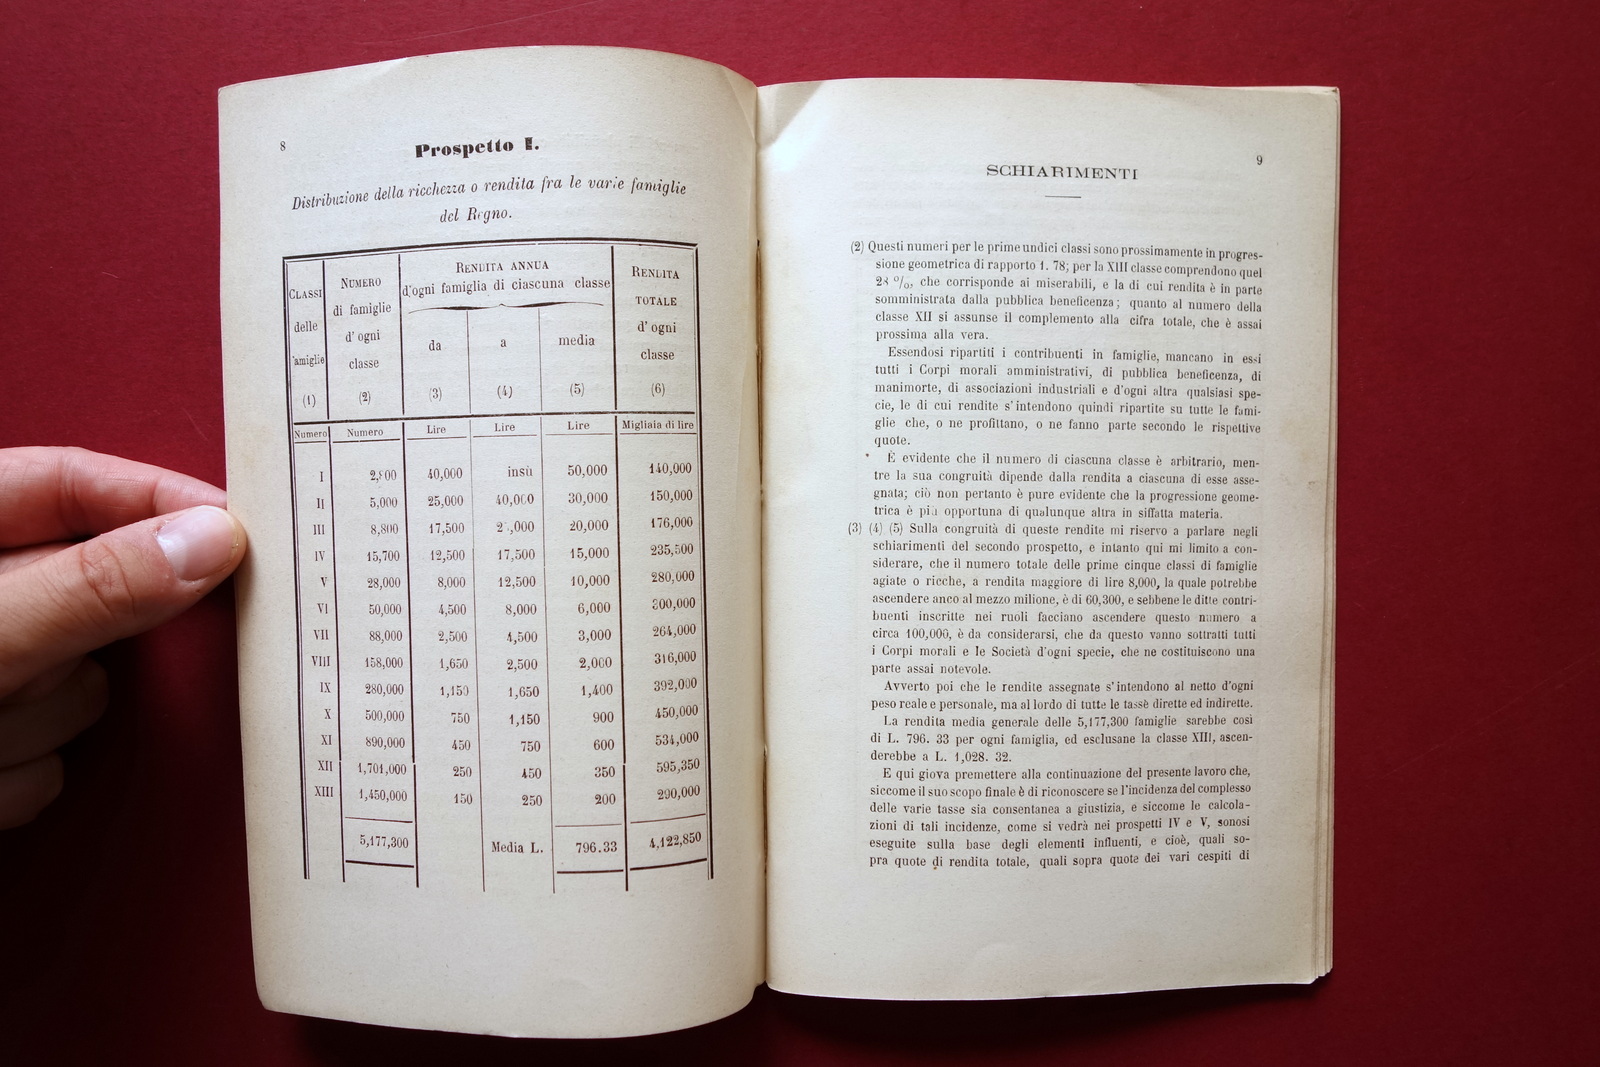 8
Prospetto I.
Distribuzione della ricchezza o rendita fra le varie famiglie
del Regno.
CLASSI delle famiglie (1)
NUMERO di famiglie d'ogni classe (2)
RENDITA ANNUA
d'ogni famiglia di ciascuna classe
da (3) a (4) media (5)
RENDITA TOTALE d'ogni classe (6)
Numero Numero Lire Lire Lire Migliaia di lire
I 2,800 40,000 insù 50,000 140,000
II 5,000 25,000 40,000 30,000 150,000
III 8,800 17,500 25,000 20,000 176,000
IV 15,700 12,500 17,500 15,000 235,500
V 28,000 8,000 12,500 10,000 280,000
VI 50,000 4,500 8,000 6,000 300,000
VII 88,000 2,500 4,500 3,000 264,000
VIII 158,000 1,650 2,500 2,000 316,000
IX 280,000 1,150 1,650 1,400 392,000
X 500,000 750 1,150 900 450,000
XI 890,000 450 750 600 534,000
XII 1,701,000 250 450 350 595,350
XIII 1,450,000 150 250 200 290,000
5,177,300 Media L. 796.33 4,122,850
9
SCHIARIMENTI
(2) Questi numeri per le prime undici classi sono prossimamente in progres-
sione geometrica di rapporto 1. 78; per la XIII classe comprendono quel
28 %, che corrisponde ai miserabili, e la di cui rendita è in parte
somministrata dalla pubblica beneficenza; quanto al numero della
classe XII si assunse il complemento alla cifra totale, che è assai
prossima alla vera.
Essendosi ripartiti i contribuenti in famiglie, mancano in essi
tutti i Corpi morali amministrativi, di pubblica beneficenza, di
manimorte, di associazioni industriali e d'ogni altra qualsiasi spe-
cie, le di cui rendite s'intendono quindi ripartite su tutte le fami-
glie che, o ne profittano, o ne fanno parte secondo le rispettive
quote.
È evidente che il numero di ciascuna classe è arbitrario, men-
tre la sua congruità dipende dalla rendita a ciascuna di esse asse-
gnata; ciò non pertanto è pure evidente che la progressione geome-
trica è più opportuna di qualunque altra in siffatta materia.
(3) (4) (5) Sulla congruità di queste rendite mi riservo a parlare negli
schiarimenti del secondo prospetto, e intanto qui mi limito a con-
siderare, che il numero totale delle prime cinque classi di famiglie
agiate o ricche, a rendita maggiore di lire 8,000, la quale potrebbe
ascendere anco al mezzo milione, è di 60,300, e sebbene le ditte contri-
buenti inscritte nei ruoli facciano ascendere questo numero a
circa 100,000, è da considerarsi, che da questo vanno sottratti tutti
i Corpi morali e le Società d'ogni specie, che ne costituiscono una
parte assai notevole.
Avverto poi che le rendite assegnate s'intendono al netto d'ogni
peso reale e personale, ma al lordo di tutte le tasse dirette ed indirette.
La rendita media generale delle 5,177,300 famiglie sarebbe così
di L. 796. 33 per ogni famiglia, ed esclusane la classe XIII, ascen-
derebbe a L. 1,028. 32.
E qui giova premettere alla continuazione del presente lavoro che,
siccome il suo scopo finale è di riconoscere se l'incidenza del complesso
delle varie tasse sia consentanea a giustizia, e siccome le calcola-
zioni di tali incidenze, come si vedrà nei prospetti IV e V, sonosi
eseguite sulla base degli elementi influenti, e cioè, quali so-
pra quote di rendita totale, quali sopra quote dei vari cespiti di